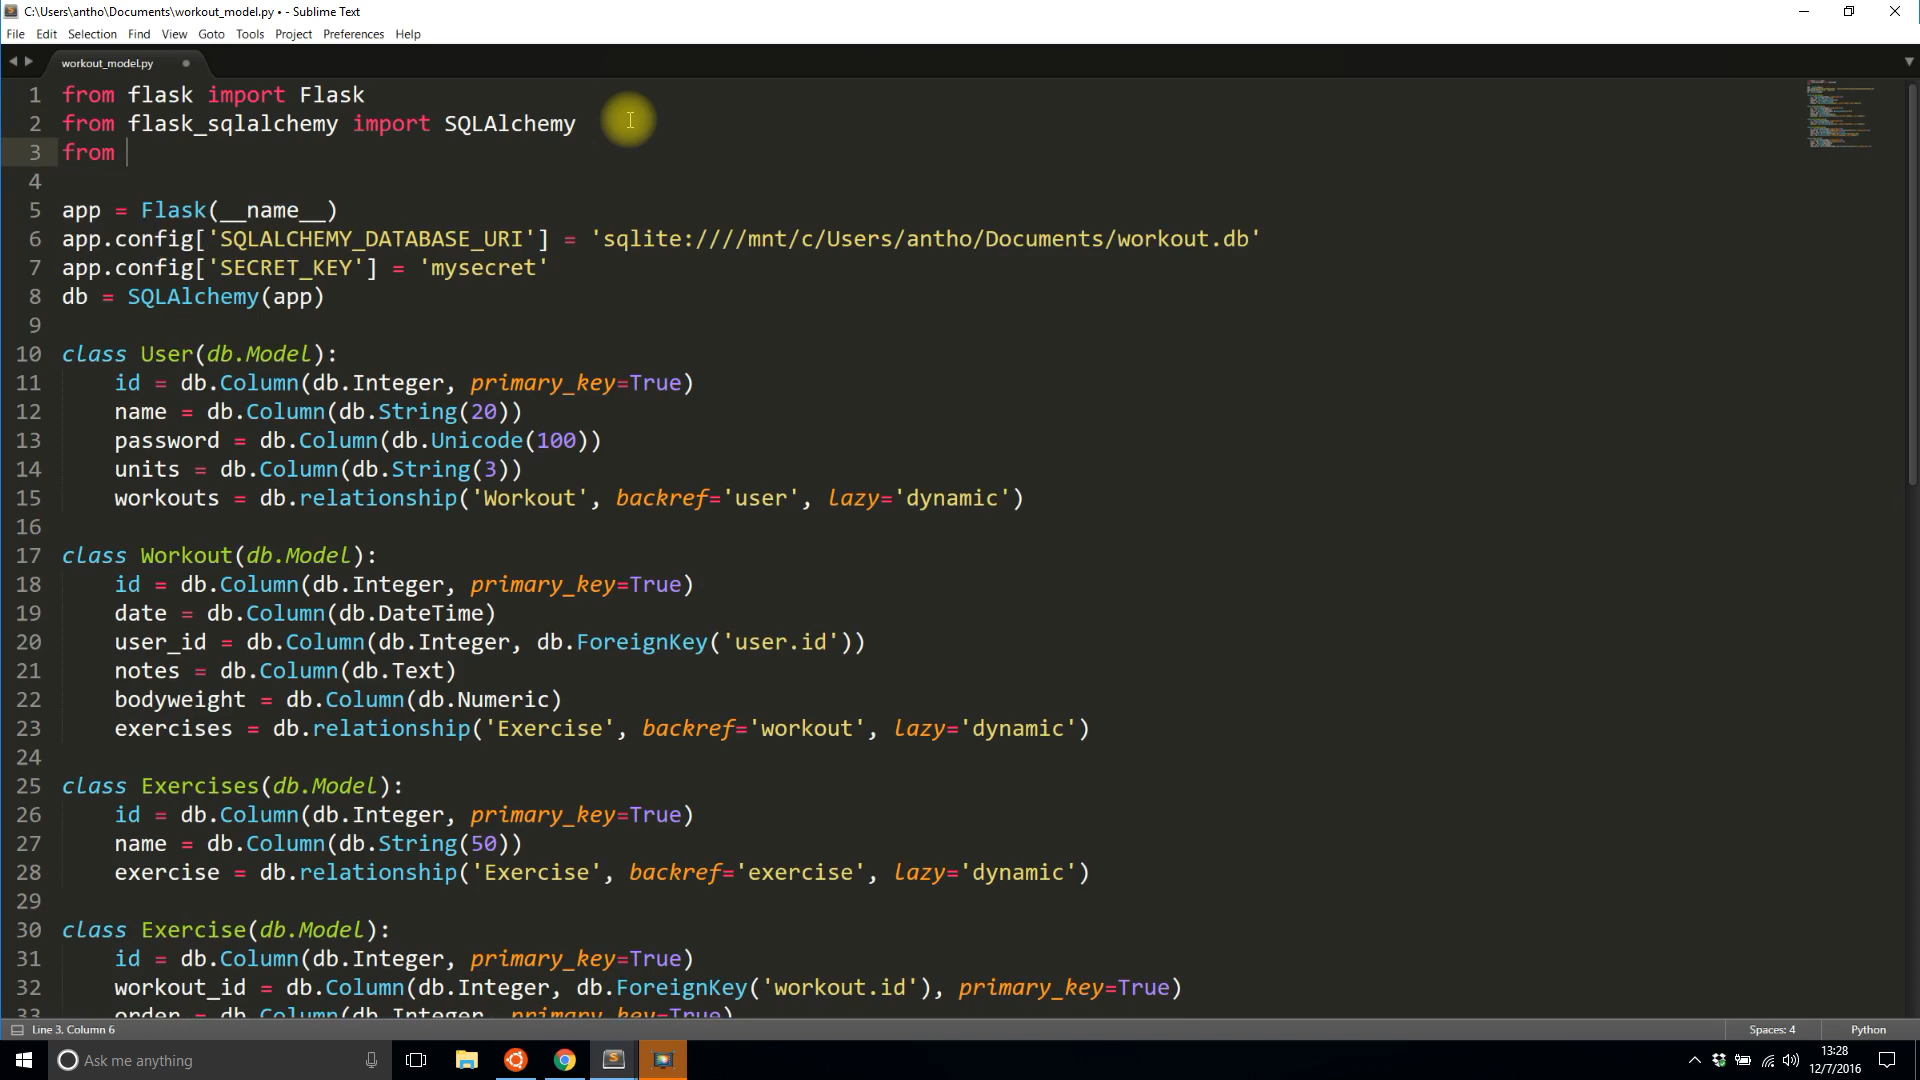 C:\Users\antho\Documents\workout_model.py • - Sublime Text
File Edit Selection Find View Goto Tools Project Preferences Help
workout_model.py
1 from flask import Flask
2 from flask_sqlalchemy import SQLAlchemy
3 from
4
5 app = Flask(__name__)
6 app.config['SQLALCHEMY_DATABASE_URI'] = 'sqlite:////mnt/c/Users/antho/Documents/workout.db'
7 app.config['SECRET_KEY'] = 'mysecret'
8 db = SQLAlchemy(app)
9
10 class User(db.Model):
11 id = db.Column(db.Integer, primary_key=True)
12 name = db.Column(db.String(20))
13 password = db.Column(db.Unicode(100))
14 units = db.Column(db.String(3))
15 workouts = db.relationship('Workout', backref='user', lazy='dynamic')
16
17 class Workout(db.Model):
18 id = db.Column(db.Integer, primary_key=True)
19 date = db.Column(db.DateTime)
20 user_id = db.Column(db.Integer, db.ForeignKey('user.id'))
21 notes = db.Column(db.Text)
22 bodyweight = db.Column(db.Numeric)
23 exercises = db.relationship('Exercise', backref='workout', lazy='dynamic')
24
25 class Exercises(db.Model):
26 id = db.Column(db.Integer, primary_key=True)
27 name = db.Column(db.String(50))
28 exercise = db.relationship('Exercise', backref='exercise', lazy='dynamic')
29
30 class Exercise(db.Model):
31 id = db.Column(db.Integer, primary_key=True)
32 workout_id = db.Column(db.Integer, db.ForeignKey('workout.id'), primary_key=True)
33 order = db.Column(db.Integer, primary_key=True)
Line 3, Column 6 Spaces: 4 Python
Ask me anything
13:28
12/7/2016